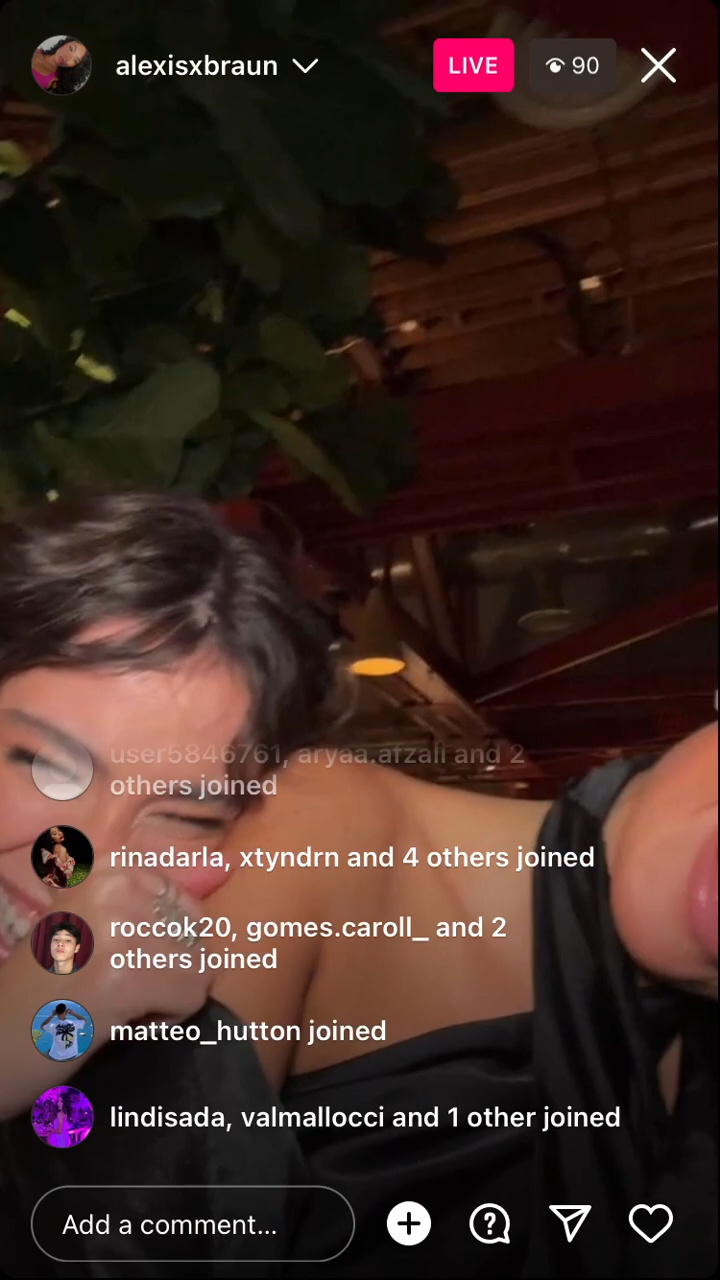 alexisxbraun
LIVE
90
user5846761, aryaa.afzali and 2
others joined
rinadarla, xtyndrn and 4 others joined
roccok20, gomes.caroll_ and 2
others joined
matteo_hutton joined
lindisada, valmallocci and 1 other joined
Add a comment...